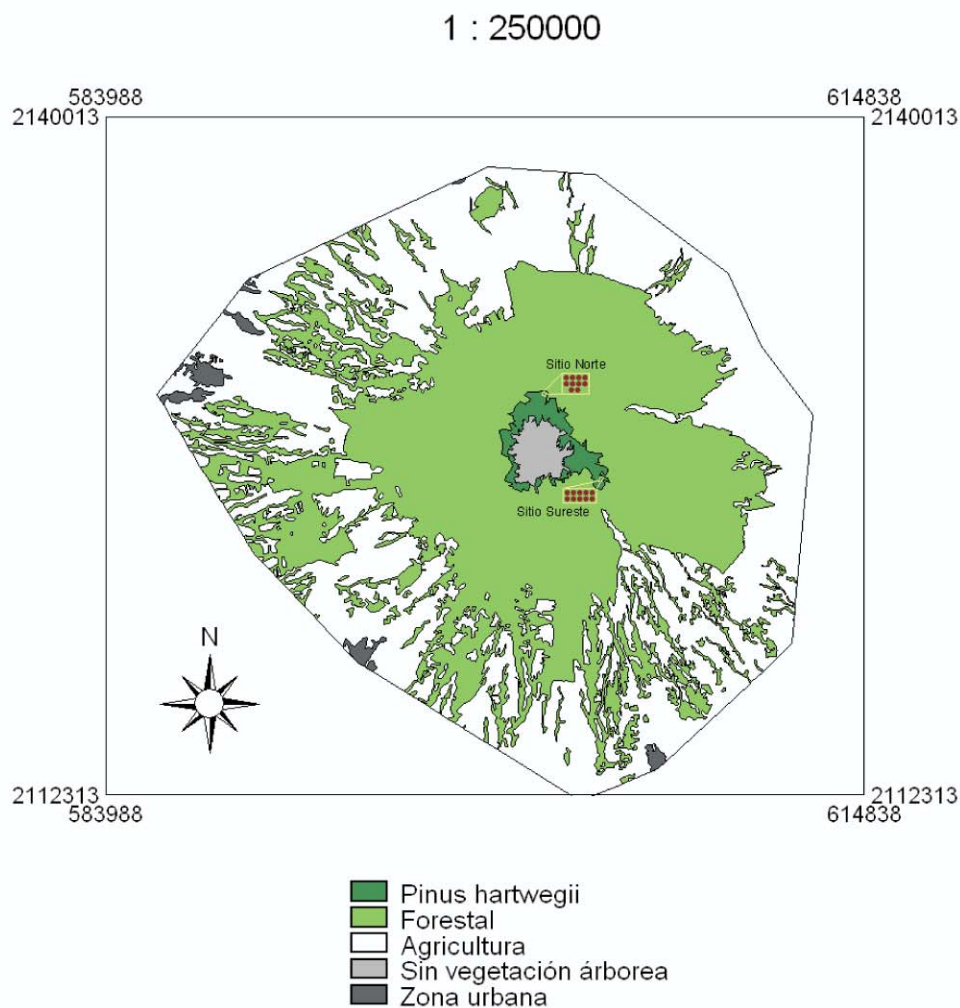 1 : 250000
583988 614838
2140013 2140013
Sitio Norte
Sitio Sureste
N
2112313 2112313
583988 614838
Pinus hartwegii
Forestal
Agricultura
Sin vegetación árborea
Zona urbana